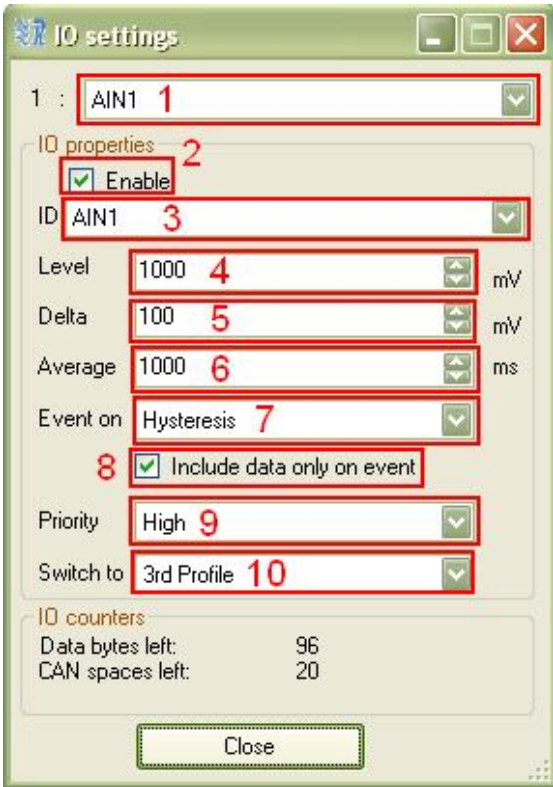 IO settings
1 : AIN1 1
IO properties 2
Enable
ID AIN1 3
Level 1000 4 mV
Delta 100 5 mV
Average 1000 6 ms
Event on Hysteresis 7
8 Include data only on event
Priority High 9
Switch to 3rd Profile 10
IO counters
Data bytes left: 96
CAN spaces left: 20
Close